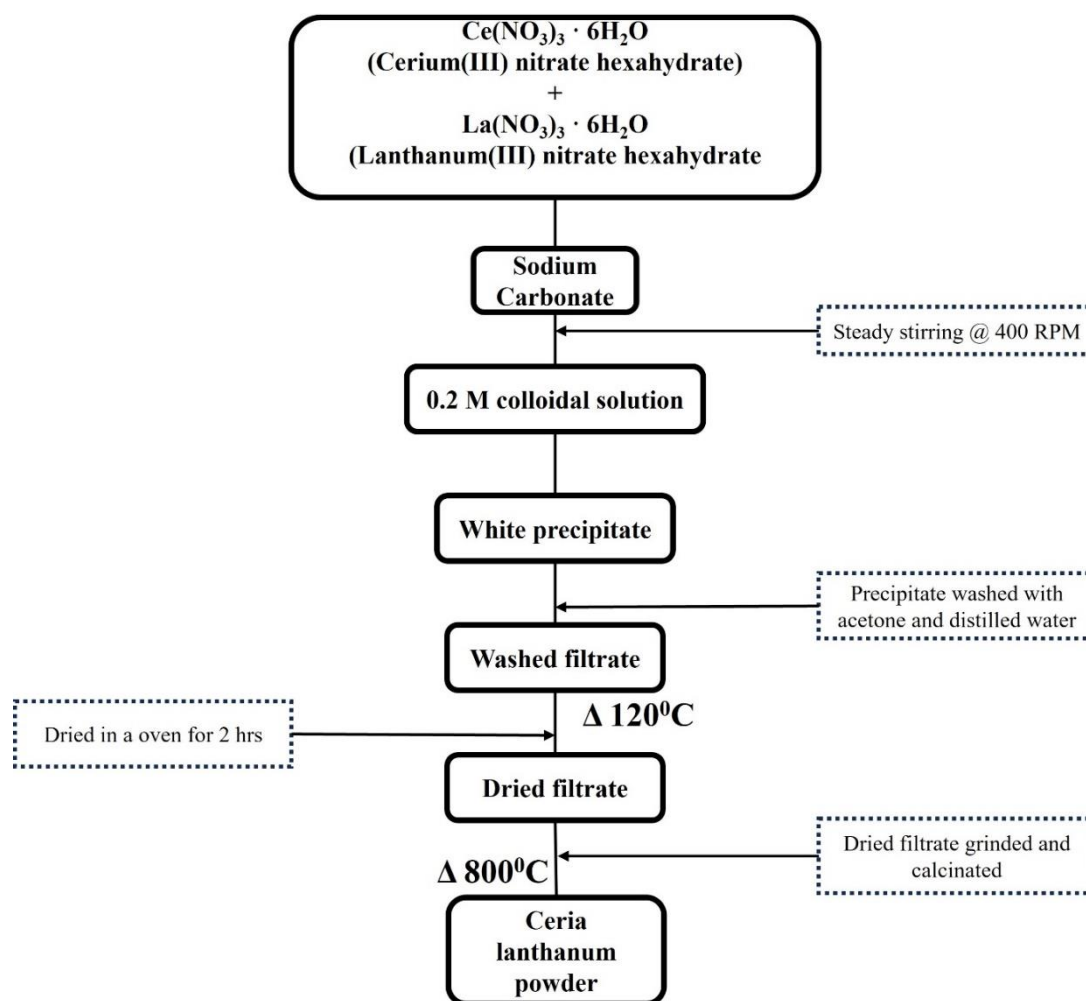 Ce(NO₃)₃ · 6H₂O
(Cerium(III) nitrate hexahydrate)
+
La(NO₃)₃ · 6H₂O
(Lanthanum(III) nitrate hexahydrate
Sodium
Carbonate
Steady stirring @ 400 RPM
0.2 M colloidal solution
White precipitate
Precipitate washed with
acetone and distilled water
Washed filtrate
Δ 120⁰C
Dried in a oven for 2 hrs
Dried filtrate
Dried filtrate grinded and
calcinated
Δ 800⁰C
Ceria
lanthanum
powder